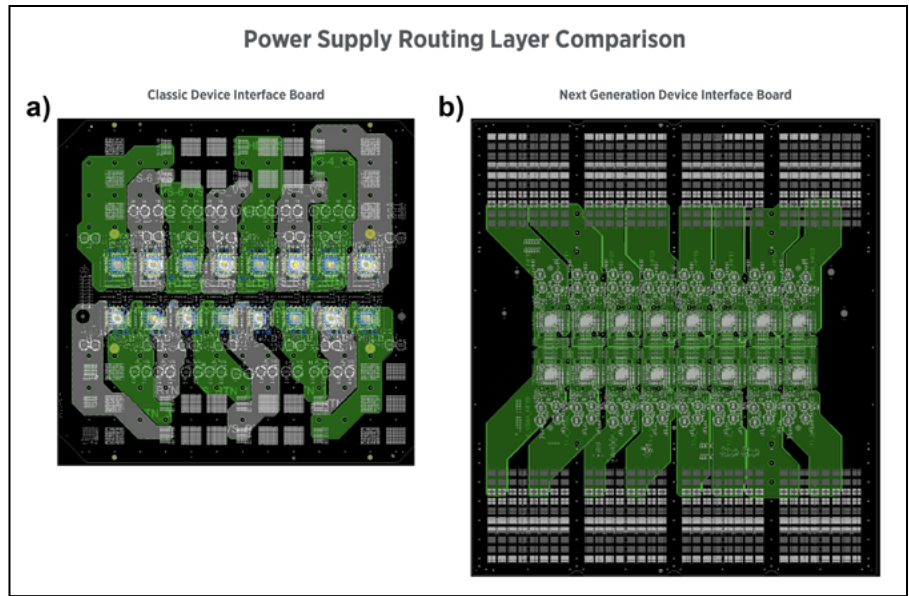 Power Supply Routing Layer Comparison
a)
Classic Device Interface Board
b)
Next Generation Device Interface Board